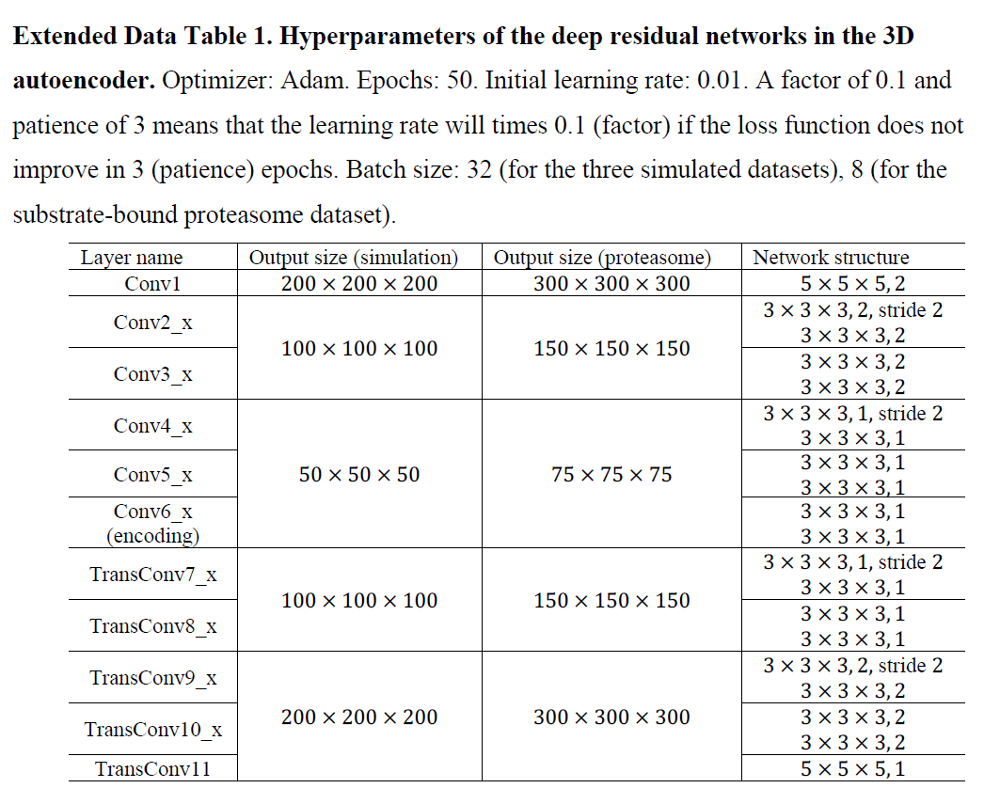 Extended Data Table 1. Hyperparameters of the deep residual networks in the 3D
autoencoder. Optimizer: Adam. Epochs: 50. Initial learning rate: 0.01. A factor of 0.1 and
patience of 3 means that the learning rate will times 0.1 (factor) if the loss function does not
improve in 3 (patience) epochs. Batch size: 32 (for the three simulated datasets), 8 (for the
substrate-bound proteasome dataset).
Layer name Output size (simulation) Output size (proteasome) Network structure
Conv1 200 × 200 × 200 300 × 300 × 300 5 × 5 × 5, 2
Conv2_x 100 × 100 × 100 150 × 150 × 150 3 × 3 × 3, 2, stride 2
3 × 3 × 3, 2
Conv3_x 3 × 3 × 3, 2
3 × 3 × 3, 2
Conv4_x 50 × 50 × 50 75 × 75 × 75 3 × 3 × 3, 1, stride 2
3 × 3 × 3, 1
Conv5_x 3 × 3 × 3, 1
3 × 3 × 3, 1
Conv6_x 3 × 3 × 3, 1
(encoding) 3 × 3 × 3, 1
TransConv7_x 100 × 100 × 100 150 × 150 × 150 3 × 3 × 3, 1, stride 2
3 × 3 × 3, 1
TransConv8_x 3 × 3 × 3, 1
3 × 3 × 3, 1
TransConv9_x 200 × 200 × 200 300 × 300 × 300 3 × 3 × 3, 2, stride 2
3 × 3 × 3, 2
TransConv10_x 3 × 3 × 3, 2
3 × 3 × 3, 2
TransConv11 5 × 5 × 5, 1